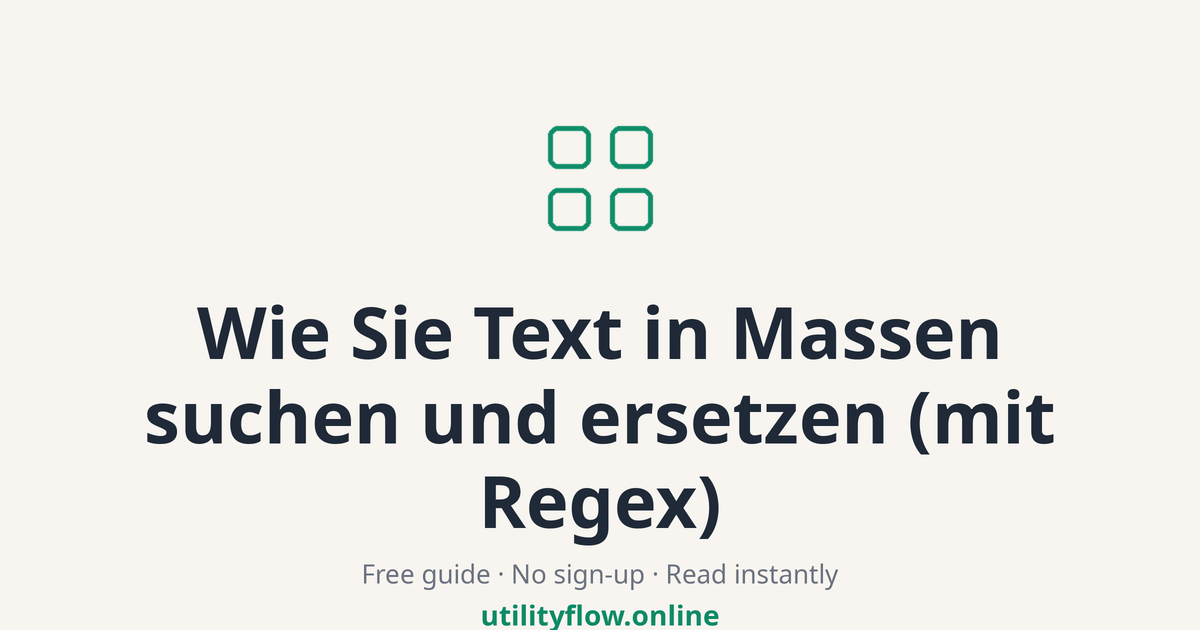 Wie Sie Text in Massen
suchen und ersetzen (mit
Regex)
Free guide · No sign-up · Read instantly
utilityflow.online